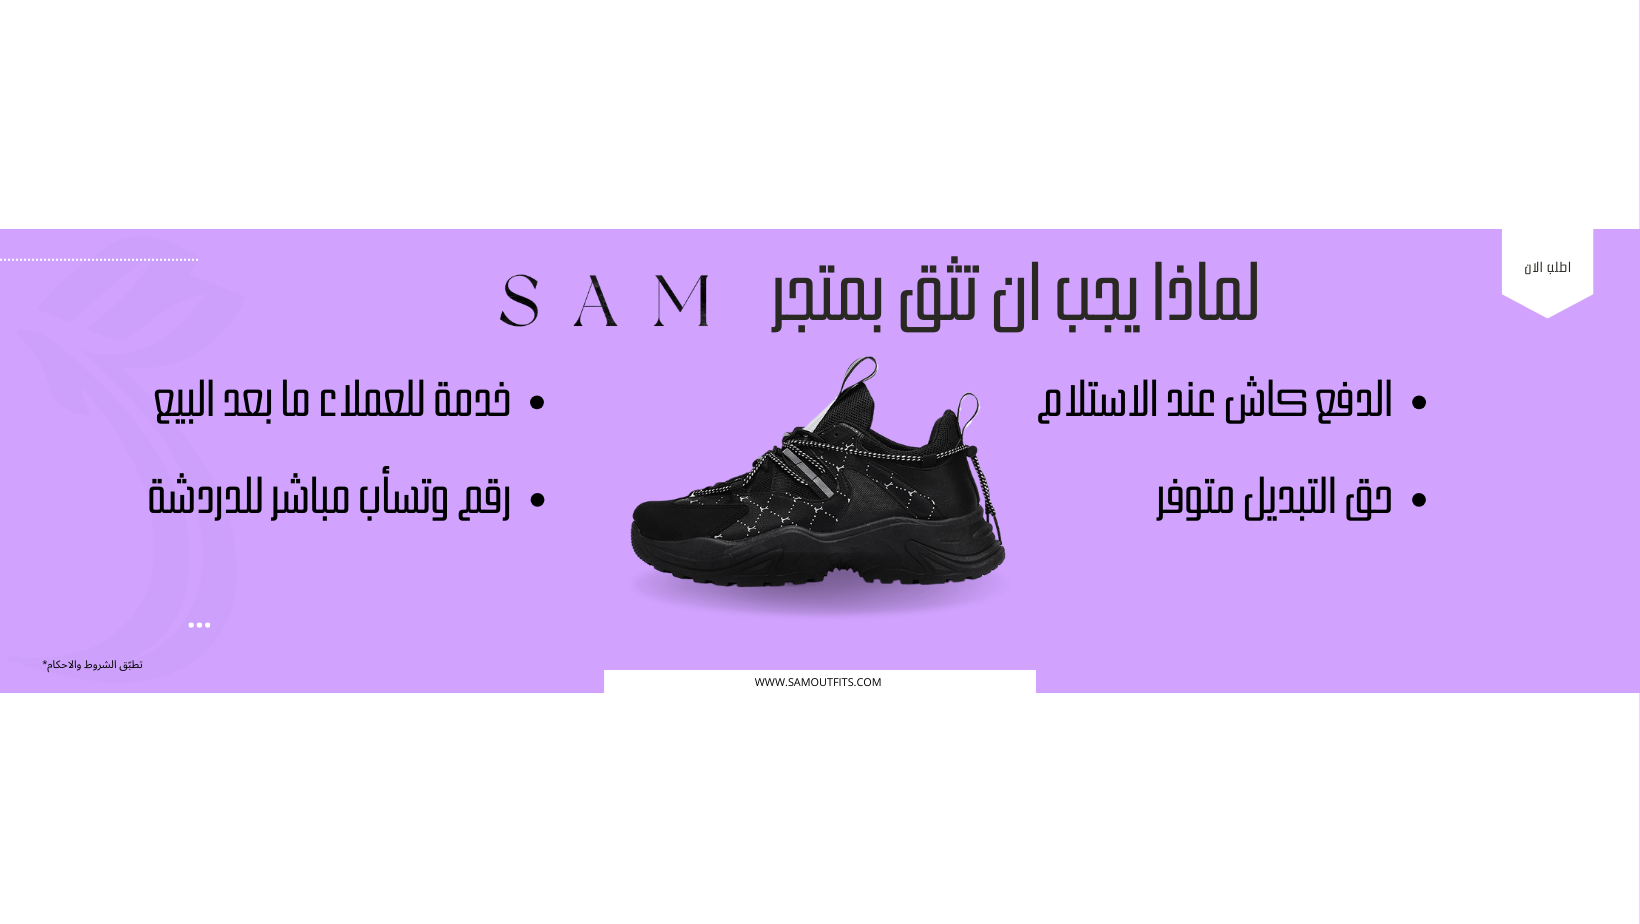 اطلب الان
لماذا يجب ان تثق بمتجر SAM
• الدفع كاش عند الاستلام
• حق التبديل متوفر
• خدمة للعملاء ما بعد البيع
• رقم وتسأب مباشر للدردشة
تطبّق الشروط والاحكام*
WWW.SAMOUTFITS.COM